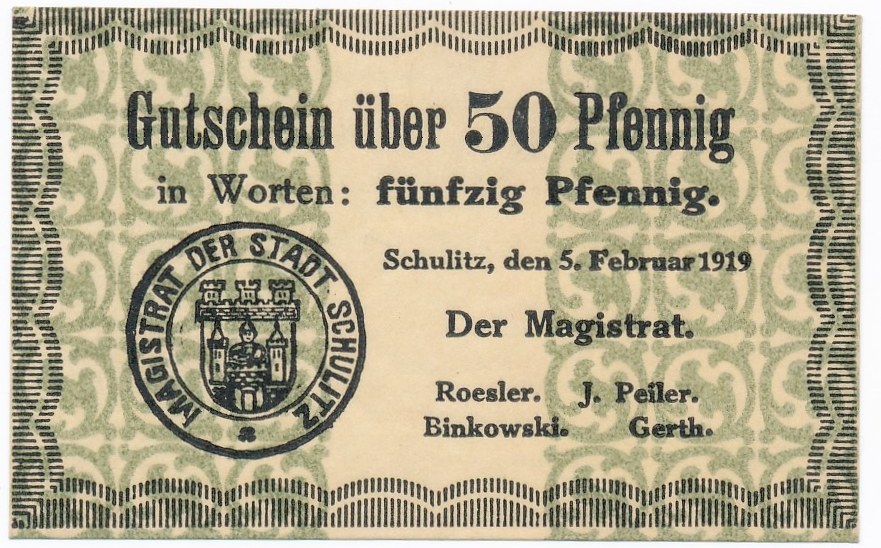 Gutschein über 50 Pfennig
in Worten: fünfzig Pfennig.
MAGISTRAT DER STADT SCHULITZ
Schulitz, den 5. Februar 1919
Der Magistrat.
Roesler. J. Peiler.
Binkowski. Gerth.